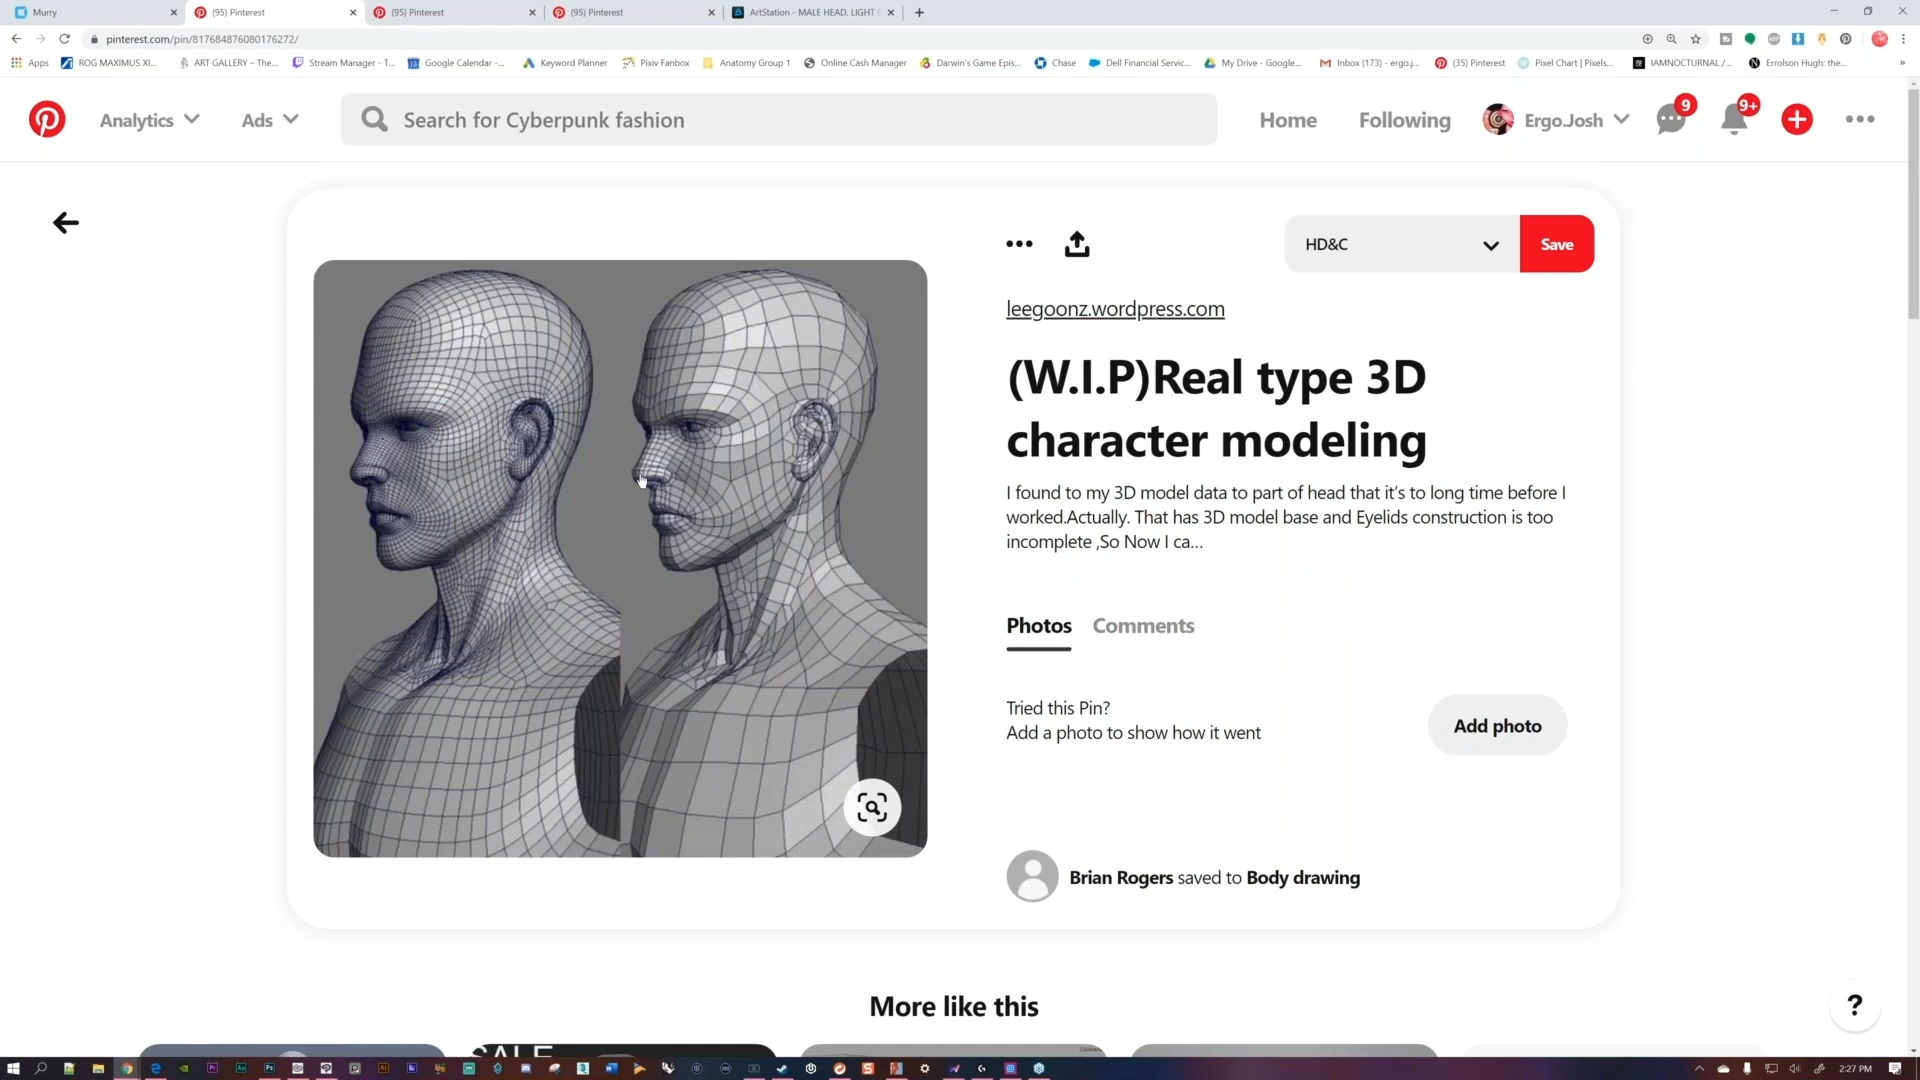 Murry
(95) Pinterest
(95) Pinterest
(95) Pinterest
ArtStation - MALE HEAD, LIGHT
pinterest.com/pin/817684876080176272/
Apps
ROG MAXIMUS XI...
ART GALLERY – The...
Stream Manager - T...
Google Calendar -...
Keyword Planner
Pixiv Fanbox
Anatomy Group 1
Online Cash Manager
Darwin's Game Epis...
Chase
Dell Financial Servic...
My Drive - Google...
Inbox (173) - ergo.j...
(35) Pinterest
Pixel Chart | Pixels...
IAMNOCTURNAL /...
Errolson Hugh: the...
Analytics
Ads
Search for Cyberpunk fashion
Home
Following
Ergo.Josh
9
9+
HD&C
Save
leegoonz.wordpress.com
(W.I.P)Real type 3D
character modeling
I found to my 3D model data to part of head that it's to long time before I
worked.Actually. That has 3D model base and Eyelids construction is too
incomplete ,So Now I ca...
Photos
Comments
Tried this Pin?
Add a photo to show how it went
Add photo
Brian Rogers saved to Body drawing
More like this
?
2:27 PM